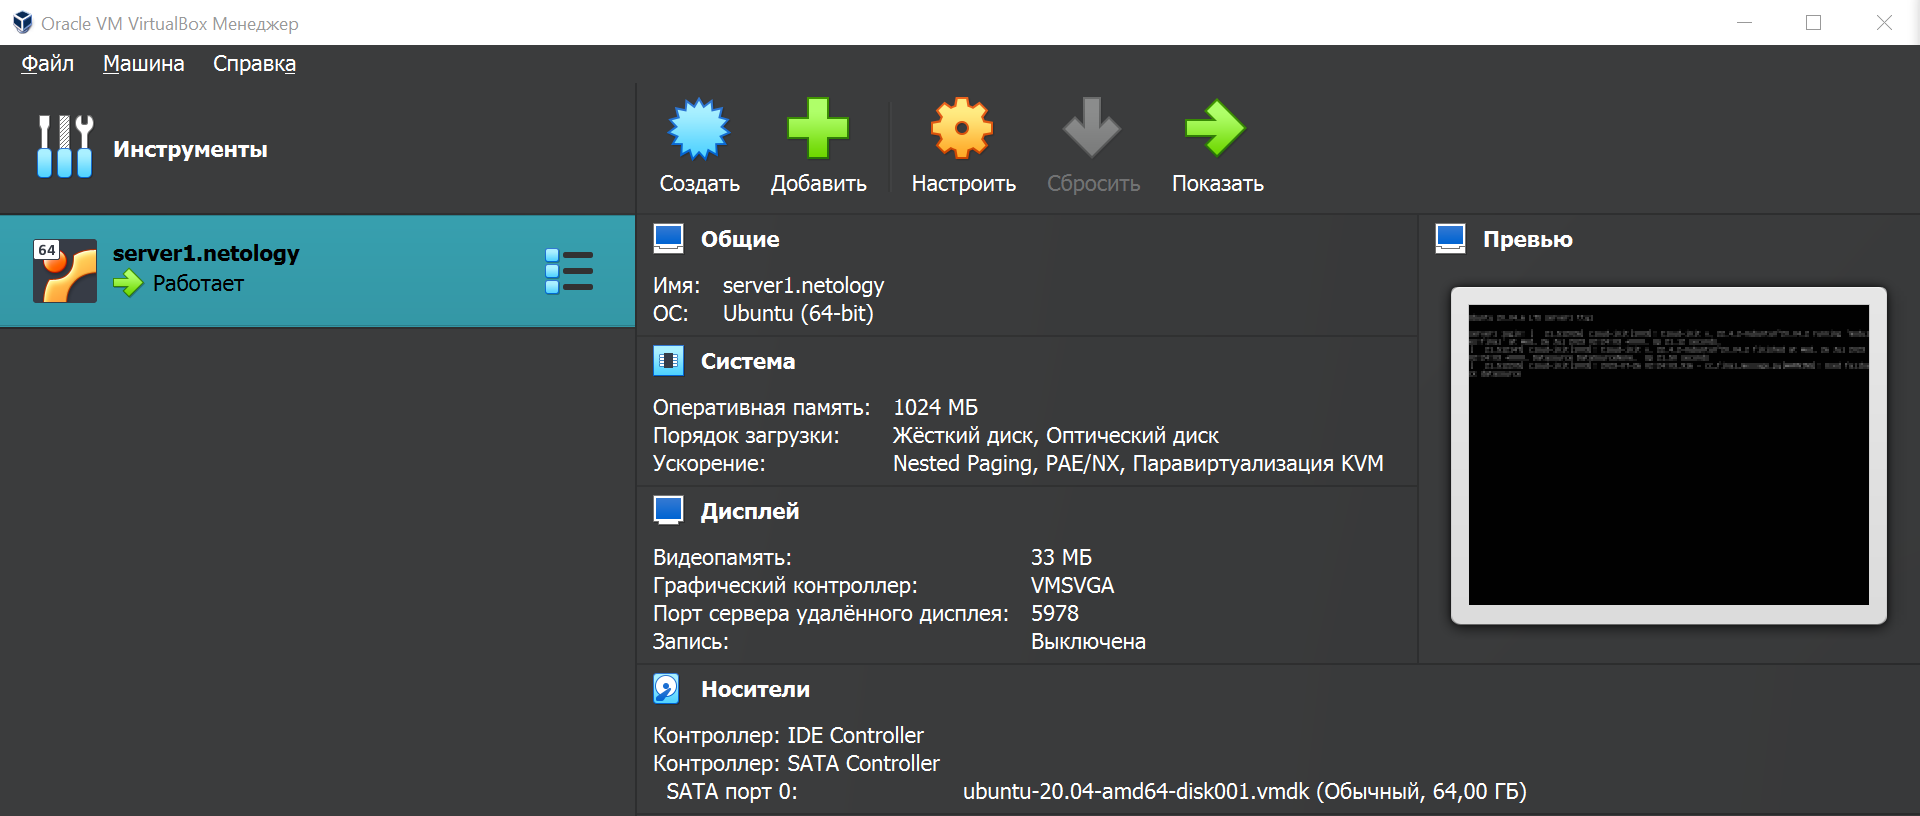 Oracle VM VirtualBox Менеджер
Файл Машина Справка
Инструменты
Создать Добавить Настроить Сбросить Показать
64
server1.netology
Работает
Общие
Имя: server1.netology
ОС: Ubuntu (64-bit)
Система
Оперативная память: 1024 МБ
Порядок загрузки: Жёсткий диск, Оптический диск
Ускорение: Nested Paging, PAE/NX, Паравиртуализация KVM
Дисплей
Видеопамять: 33 МБ
Графический контроллер: VMSVGA
Порт сервера удалённого дисплея: 5978
Запись: Выключена
Носители
Контроллер: IDE Controller
Контроллер: SATA Controller
SATA порт 0: ubuntu-20.04-amd64-disk001.vmdk (Обычный, 64,00 ГБ)
Превью